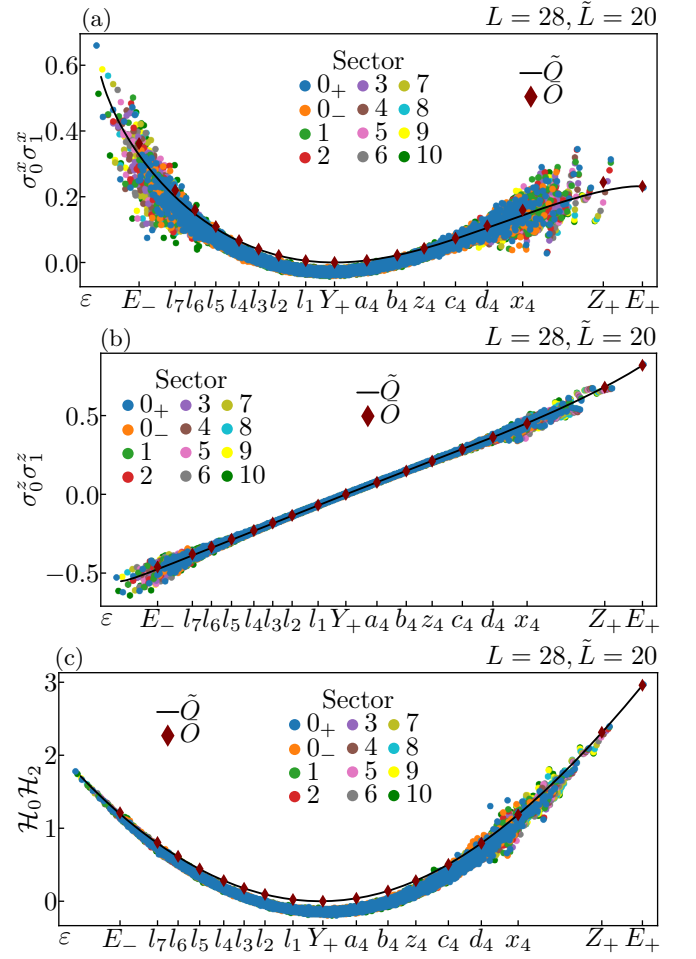 (a) L = 28, L̃ = 20
0.6
0.4
0.2
0.0
σ₀ˣσ₁ˣ
Sector
0₊ 3 7
0₋ 4 8
1 5 9
2 6 10
Q̃
O
ε E₋ l₇ l₆ l₅ l₄ l₃ l₂ l₁ Y₊ a₄ b₄ z₄ c₄ d₄ x₄ Z₊ E₊
(b) L = 28, L̃ = 20
0.5
0.0
−0.5
σ₀ᶻσ₁ᶻ
Sector
0₊ 3 7
0₋ 4 8
1 5 9
2 6 10
Q̃
O
ε E₋ l₇ l₆ l₅ l₄ l₃ l₂ l₁ Y₊ a₄ b₄ z₄ c₄ d₄ x₄ Z₊ E₊
(c) L = 28, L̃ = 20
3
2
1
0
ℋ₀ℋ₂
Q̃
O
Sector
0₊ 3 7
0₋ 4 8
1 5 9
2 6 10
ε E₋ l₇ l₆ l₅ l₄ l₃ l₂ l₁ Y₊ a₄ b₄ z₄ c₄ d₄ x₄ Z₊ E₊